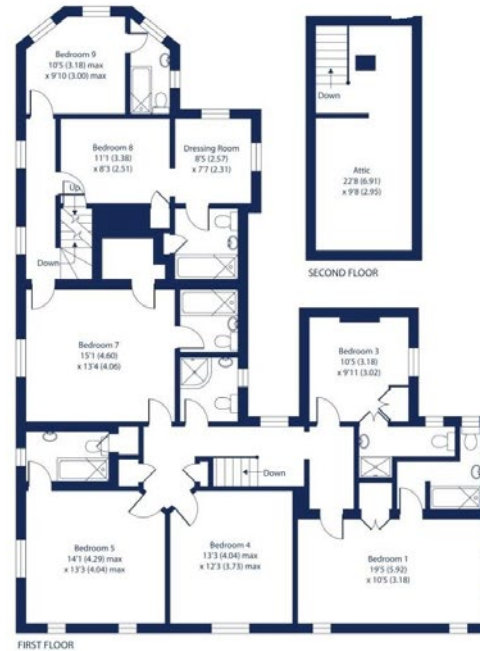 Bedroom 9
10'5 (3.18) max
x 9'10 (3.00) max
Bedroom 8
11'1 (3.38)
x 8'3 (2.51)
Dressing Room
8'5 (2.57)
x 7'7 (2.31)
Up
Down
Down
Attic
22'8 (6.91)
x 9'8 (2.95)
SECOND FLOOR
Bedroom 7
15'1 (4.60)
x 13'4 (4.06)
Bedroom 3
10'5 (3.18)
x 9'11 (3.02)
Down
Bedroom 5
14'1 (4.29) max
x 13'3 (4.04) max
Bedroom 4
13'3 (4.04) max
x 12'3 (3.73) max
Bedroom 1
19'5 (5.92)
x 10'5 (3.18)
FIRST FLOOR